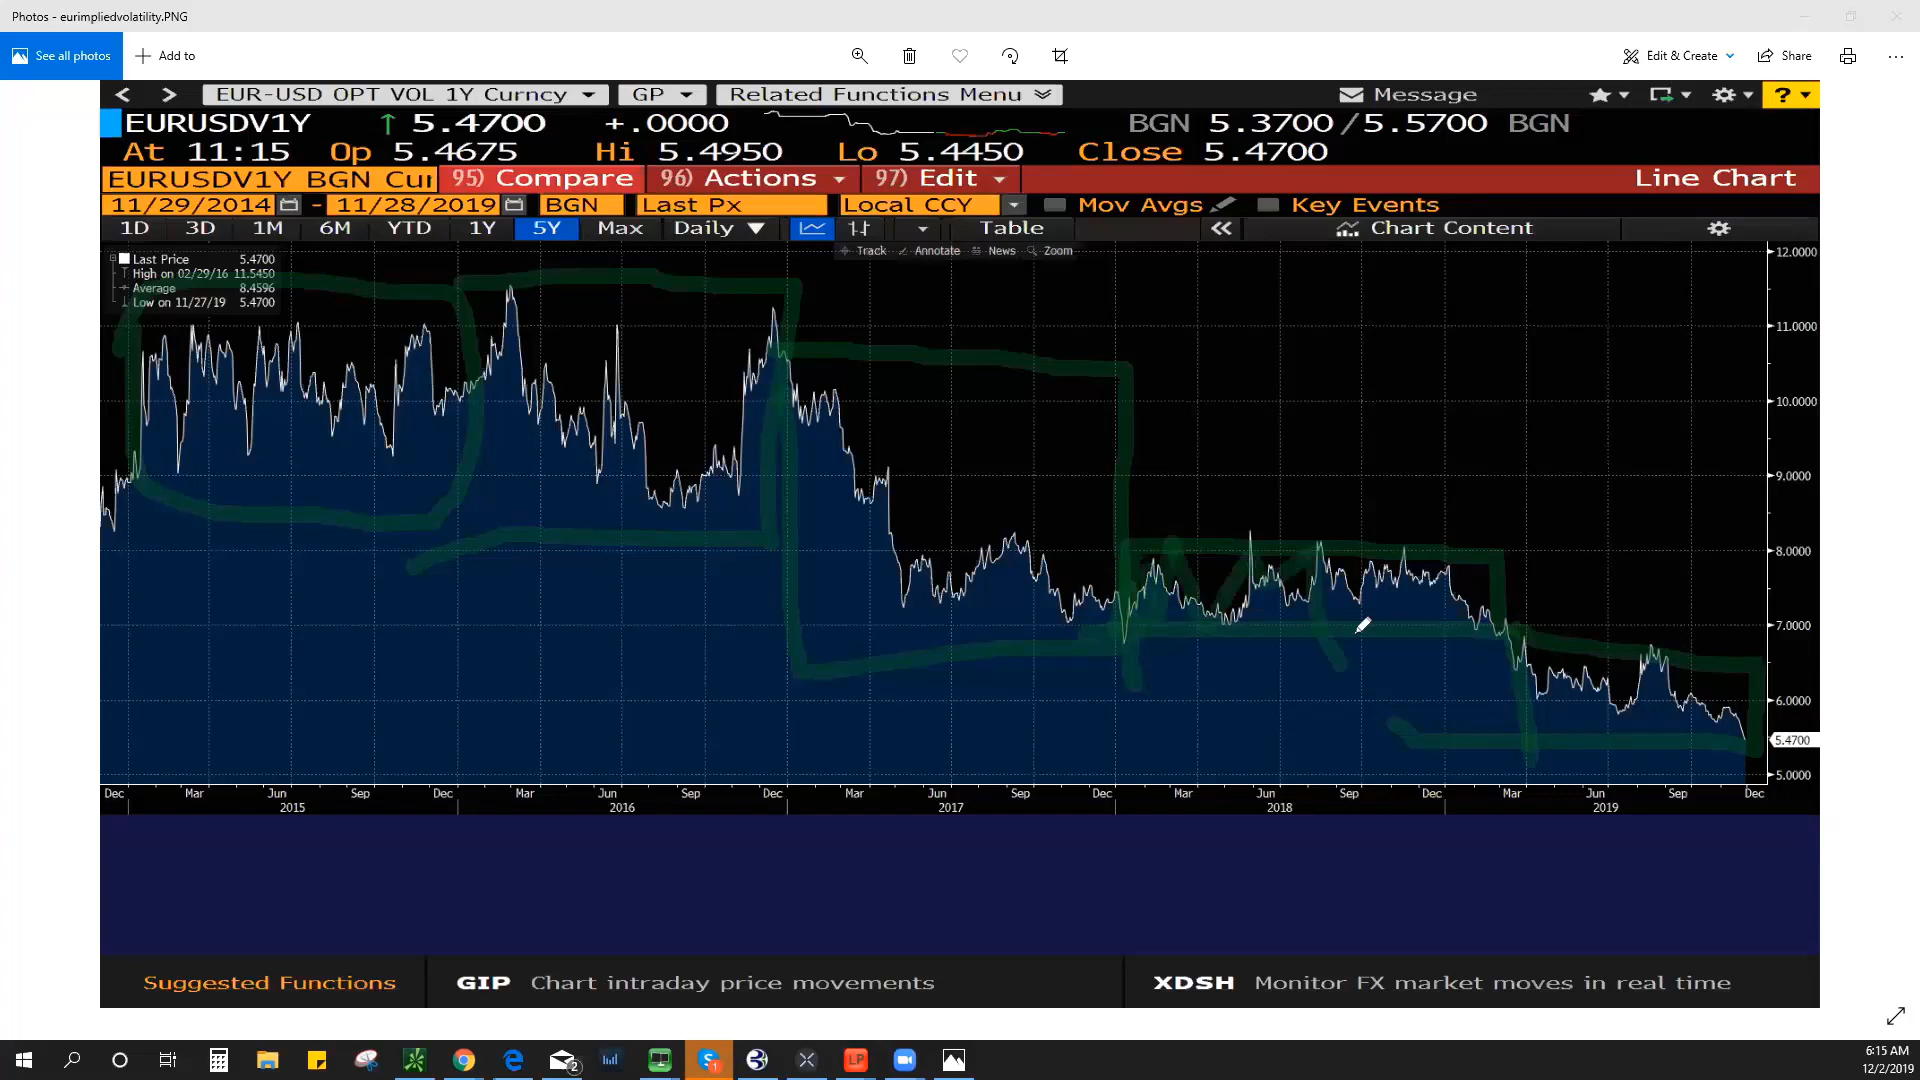 Photos - eurimpliedvolatility.PNG
See all photos
Add to
Edit & Create
Share
EUR-USD OPT VOL 1Y Curncy
GP
Related Functions Menu
Message
?
EURUSDV1Y ↑ 5.4700 +.0000 BGN 5.3700 /5.5700 BGN
At 11:15 Op 5.4675 Hi 5.4950 Lo 5.4450 Close 5.4700
EURUSDV1Y BGN Cur 95) Compare 96) Actions 97) Edit Line Chart
11/29/2014 - 11/28/2019 BGN Last Px Local CCY Mov Avgs Key Events
1D 3D 1M 6M YTD 1Y 5Y Max Daily Table Chart Content
Track Annotate News Zoom
Last Price 5.4700
High on 02/29/16 11.5450
Average 8.4596
Low on 11/27/19 5.4700
12.0000
11.0000
10.0000
9.0000
8.0000
7.0000
6.0000
5.4700
5.0000
Dec Mar Jun Sep Dec Mar Jun Sep Dec Mar Jun Sep Dec Mar Jun Sep Dec Mar Jun Sep Dec
2015 2016 2017 2018 2019
Suggested Functions GIP Chart intraday price movements XDSH Monitor FX market moves in real time
2
1
LP
6:15 AM
12/2/2019